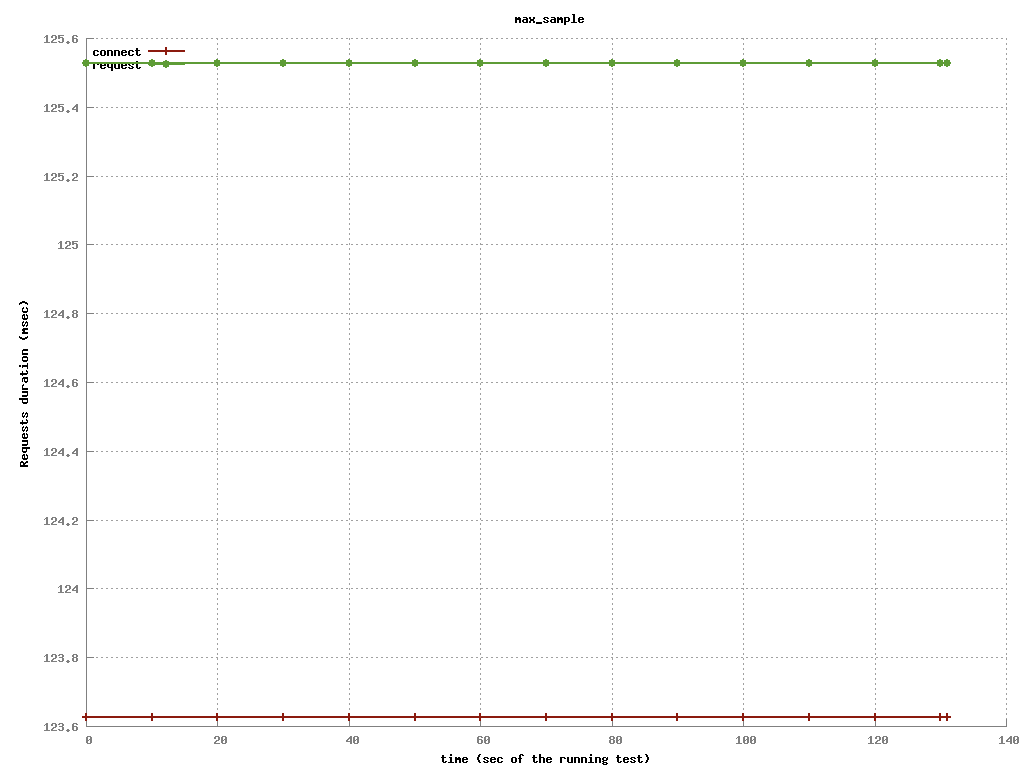 max_sample
connect
request
125.6
125.4
125.2
125
124.8
124.6
124.4
124.2
124
123.8
123.6
Requests duration (msec)
0 20 40 60 80 100 120 140
time (sec of the running test)